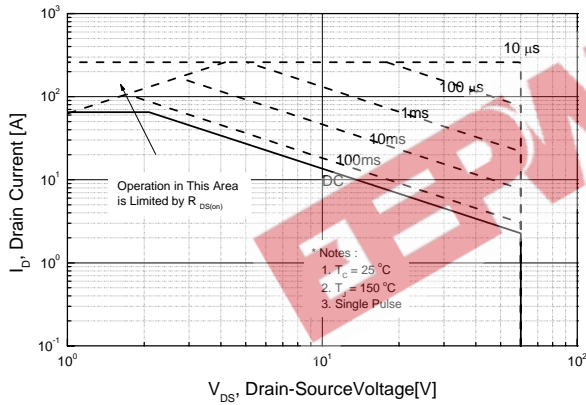 10³
10²
10¹
10⁰
10⁻¹
I_D, Drain Current [A]
10 μs
100 μs
1ms
10ms
100ms
DC
Operation in This Area
is Limited by R DS(on)
* Notes :
1. T_C = 25 °C
2. T_J = 150 °C
3. Single Pulse
10⁰
10¹
10²
V_DS, Drain-SourceVoltage[V]